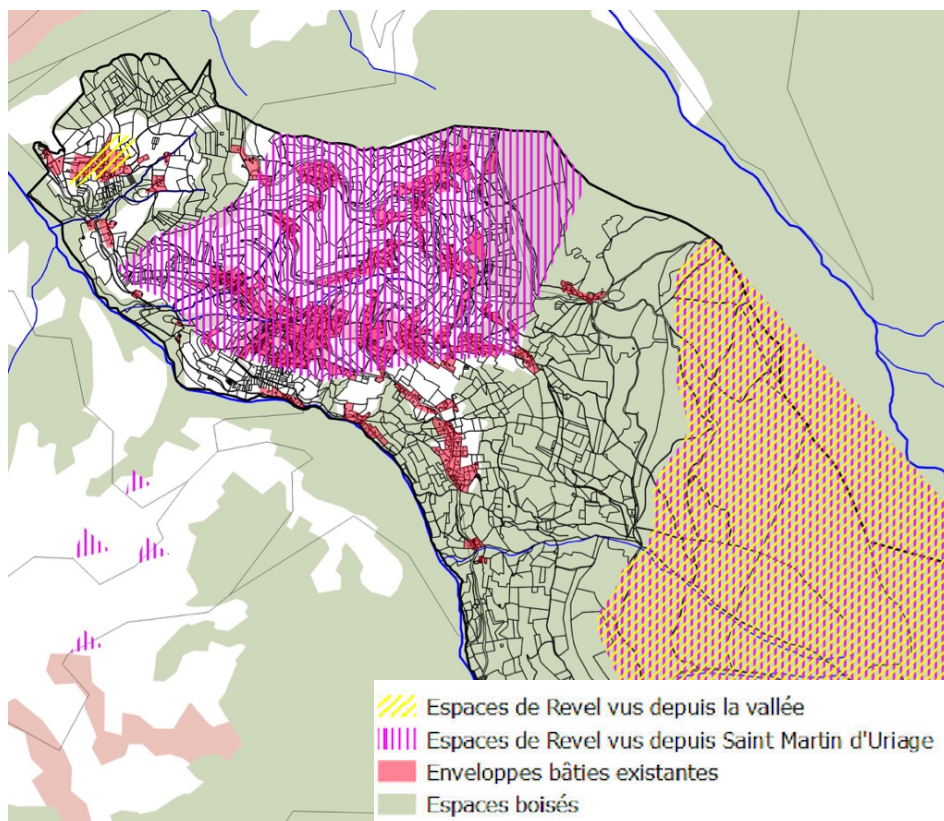 Espaces de Revel vus depuis la vallée
Espaces de Revel vus depuis Saint Martin d'Uriage
Enveloppes bâties existantes
Espaces boisés